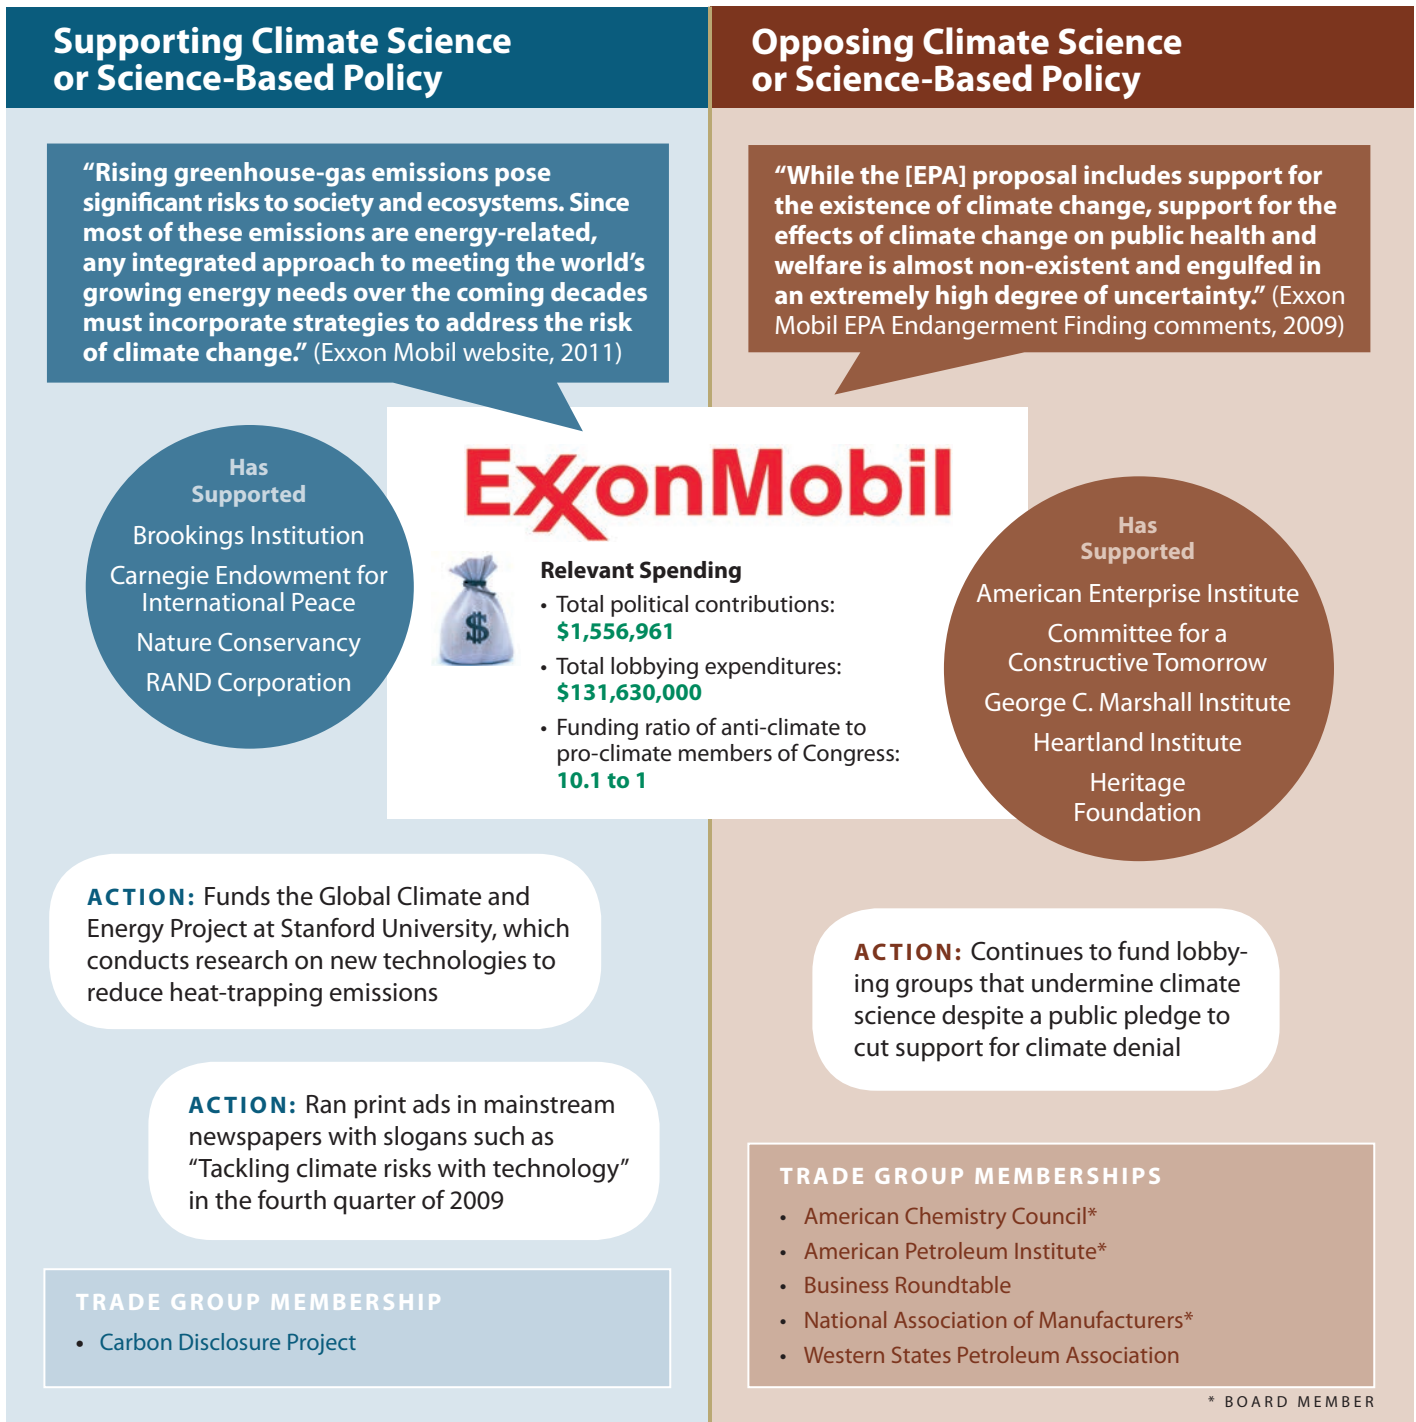 Supporting Climate Science
or Science-Based Policy
“Rising greenhouse-gas emissions pose
significant risks to society and ecosystems. Since
most of these emissions are energy-related,
any integrated approach to meeting the world’s
growing energy needs over the coming decades
must incorporate strategies to address the risk
of climate change.” (Exxon Mobil website, 2011)
Has
Supported
Brookings Institution
Carnegie Endowment for
International Peace
Nature Conservancy
RAND Corporation
Opposing Climate Science
or Science-Based Policy
“While the [EPA] proposal includes support for
the existence of climate change, support for the
effects of climate change on public health and
welfare is almost non-existent and engulfed in
an extremely high degree of uncertainty.” (Exxon
Mobil EPA Endangerment Finding comments, 2009)
ExxonMobil
$
Relevant Spending
• Total political contributions:
$1,556,961
• Total lobbying expenditures:
$131,630,000
• Funding ratio of anti-climate to
pro-climate members of Congress:
10.1 to 1
Has
Supported
American Enterprise Institute
Committee for a
Constructive Tomorrow
George C. Marshall Institute
Heartland Institute
Heritage
Foundation
ACTION: Funds the Global Climate and
Energy Project at Stanford University, which
conducts research on new technologies to
reduce heat-trapping emissions
ACTION: Ran print ads in mainstream
newspapers with slogans such as
“Tackling climate risks with technology”
in the fourth quarter of 2009
TRADE GROUP MEMBERSHIP
• Carbon Disclosure Project
ACTION: Continues to fund lobby-
ing groups that undermine climate
science despite a public pledge to
cut support for climate denial
TRADE GROUP MEMBERSHIPS
• American Chemistry Council*
• American Petroleum Institute*
• Business Roundtable
• National Association of Manufacturers*
• Western States Petroleum Association
* BOARD MEMBER